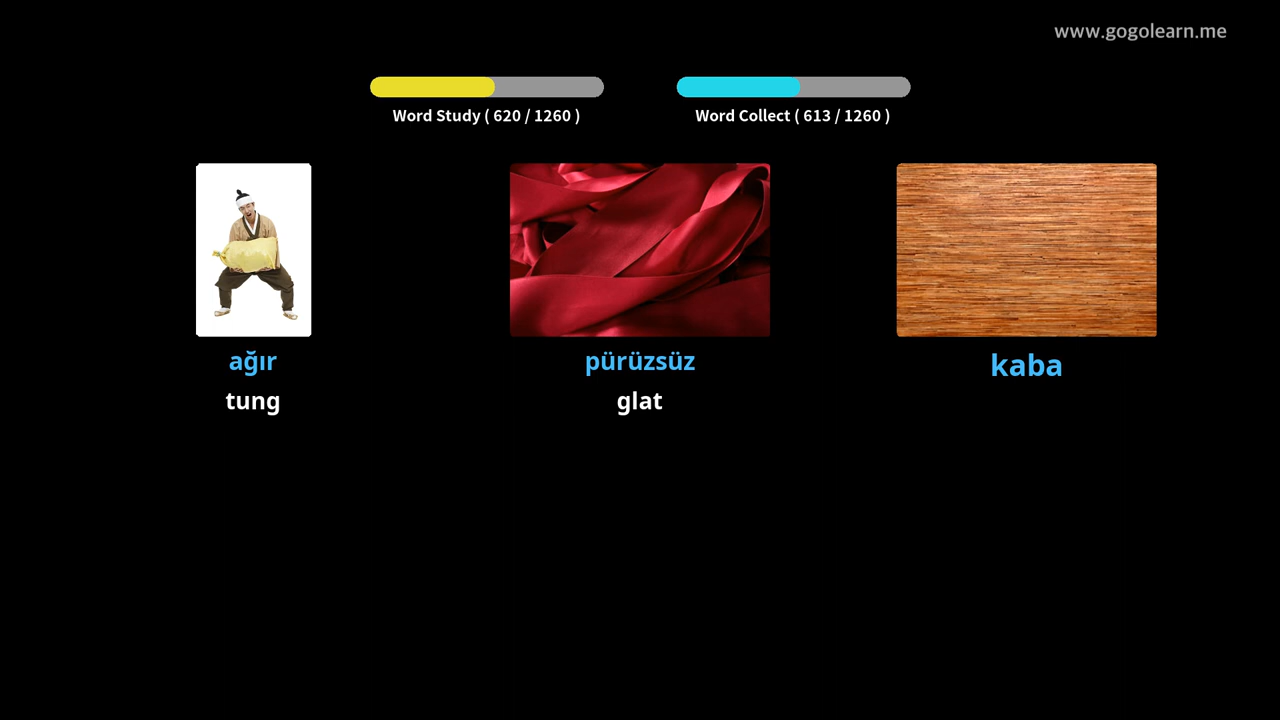 www.gogolearn.me
Word Study ( 620 / 1260 )
Word Collect ( 613 / 1260 )
ağır
tung
pürüzsüz
glat
kaba